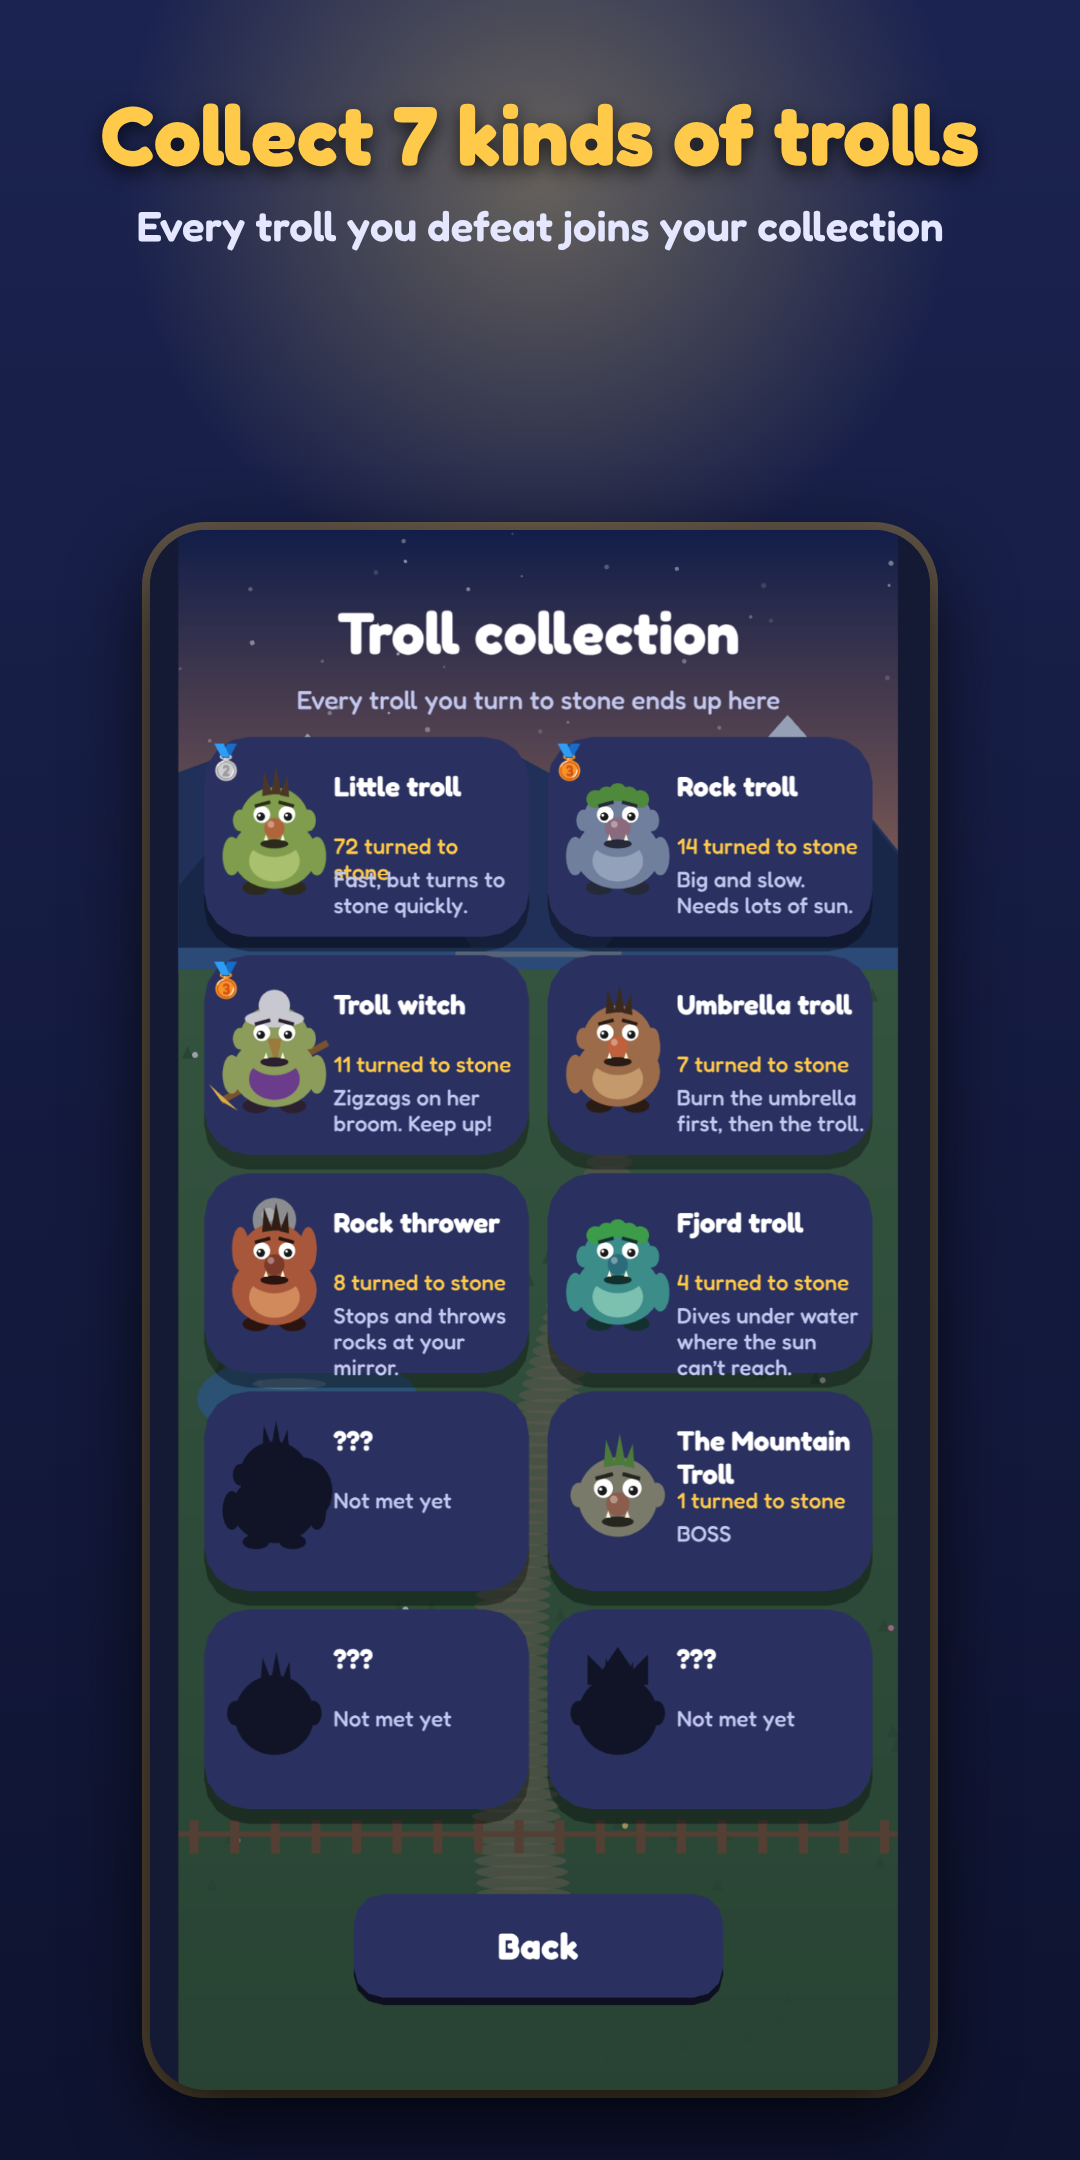 Collect 7 kinds of trolls
Every troll you defeat joins your collection
Troll collection
Every troll you turn to stone ends up here
2
Little troll
72 turned to
stone
Fast, but turns to
stone quickly.
3
Rock troll
14 turned to stone
Big and slow.
Needs lots of sun.
3
Troll witch
11 turned to stone
Zigzags on her
broom. Keep up!
Umbrella troll
7 turned to stone
Burn the umbrella
first, then the troll.
Rock thrower
8 turned to stone
Stops and throws
rocks at your
mirror.
Fjord troll
4 turned to stone
Dives under water
where the sun
can't reach.
???
Not met yet
The Mountain
Troll
1 turned to stone
BOSS
???
Not met yet
???
Not met yet
Back